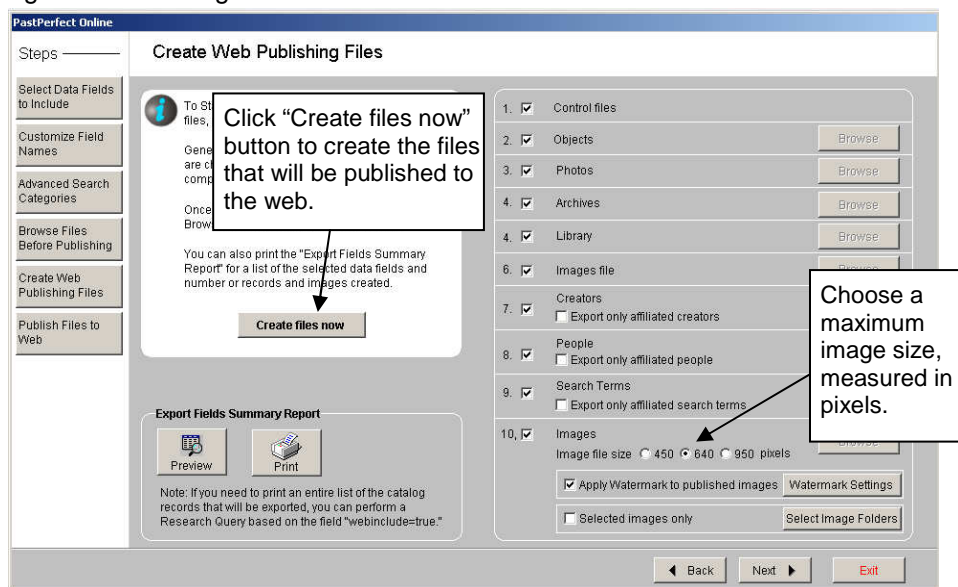 PastPerfect Online
Steps
Create Web Publishing Files
Select Data Fields
to Include
Customize Field
Names
Advanced Search
Categories
Browse Files
Before Publishing
Create Web
Publishing Files
Publish Files to
Web
To St
files,
Gene
are c
comp
Once
Brow
You can also print the "Export Fields Summary
Report" for a list of the selected data fields and
number or records and images created.
Create files now
Click “Create files now”
button to create the files
that will be published to
the web.
Export Fields Summary Report
Preview
Print
Note: If you need to print an entire list of the catalog
records that will be exported, you can perform a
Research Query based on the field "webinclude=true."
1. Control files
2. Objects Browse
3. Photos Browse
4. Archives Browse
4. Library Browse
6. Images file
7. Creators
Export only affiliated creators
8. People
Export only affiliated people
9. Search Terms
Export only affiliated search terms
10, Images
Image file size 450 640 950 pixels
Apply Watermark to published images Watermark Settings
Selected images only Select Image Folders
Choose a
maximum
image size,
measured in
pixels.
Back Next Exit